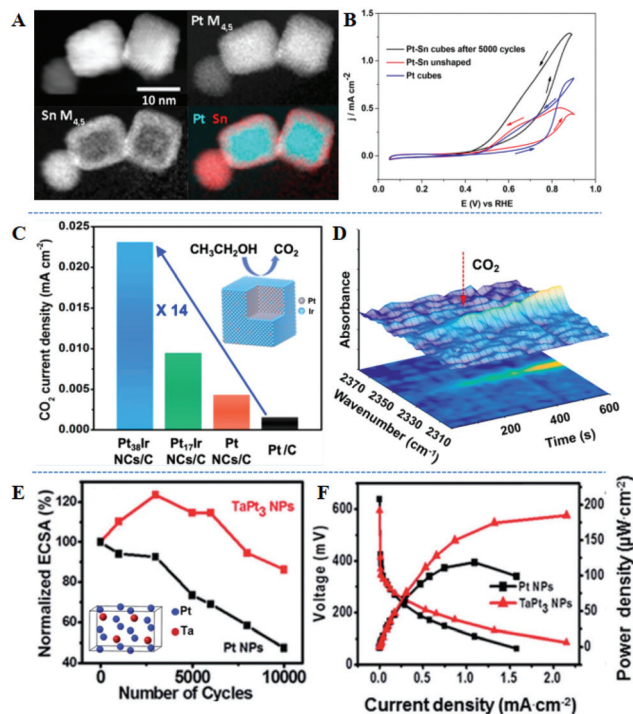 A
Pt M4,5
10 nm
Sn M4,5
Pt Sn
B
j / mA cm-2
1.5
1.0
0.5
0.0
Pt-Sn cubes after 5000 cycles
Pt-Sn unshaped
Pt cubes
0.0 0.2 0.4 0.6 0.8 1.0
E (V) vs RHE
C
CO2 current density (mA cm-2)
0.025
0.020
0.015
0.010
0.005
0.000
CH3CH2OH CO2
Pt
Ir
X 14
Pt38Ir NCs/C
Pt17Ir NCs/C
Pt NCs/C
Pt/C
D
CO2
Absorbance
2370 2350 2330 2310
Wavenumber (cm-1)
200 400 600
Time (s)
E
Normalized ECSA (%)
120
100
80
60
40
TaPt3 NPs
Pt
Ta
Pt NPs
0 5000 10000
Number of Cycles
F
Voltage (mV)
600
400
200
0
Pt NPs
TaPt3 NPs
200
150
100
50
0
Power density (μW·cm-2)
0.0 0.5 1.0 1.5 2.0
Current density (mA·cm-2)